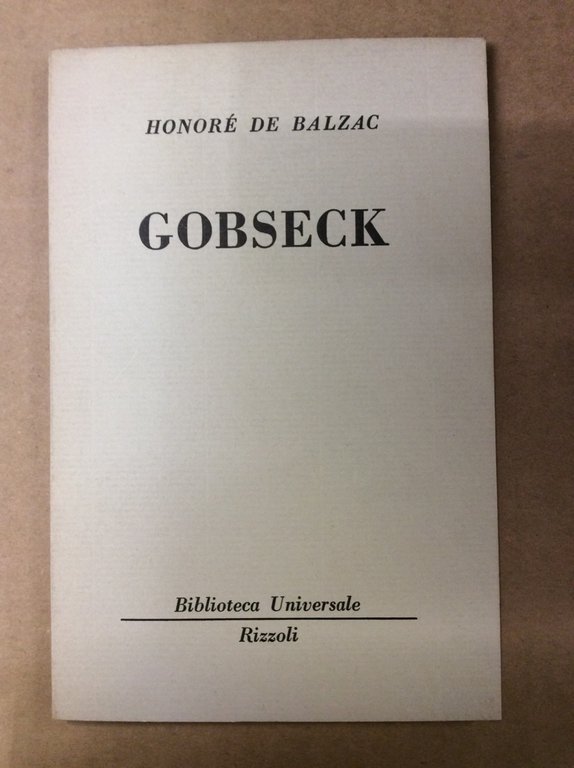 HONORÉ DE BALZAC
GOBSECK
Biblioteca Universale
Rizzoli